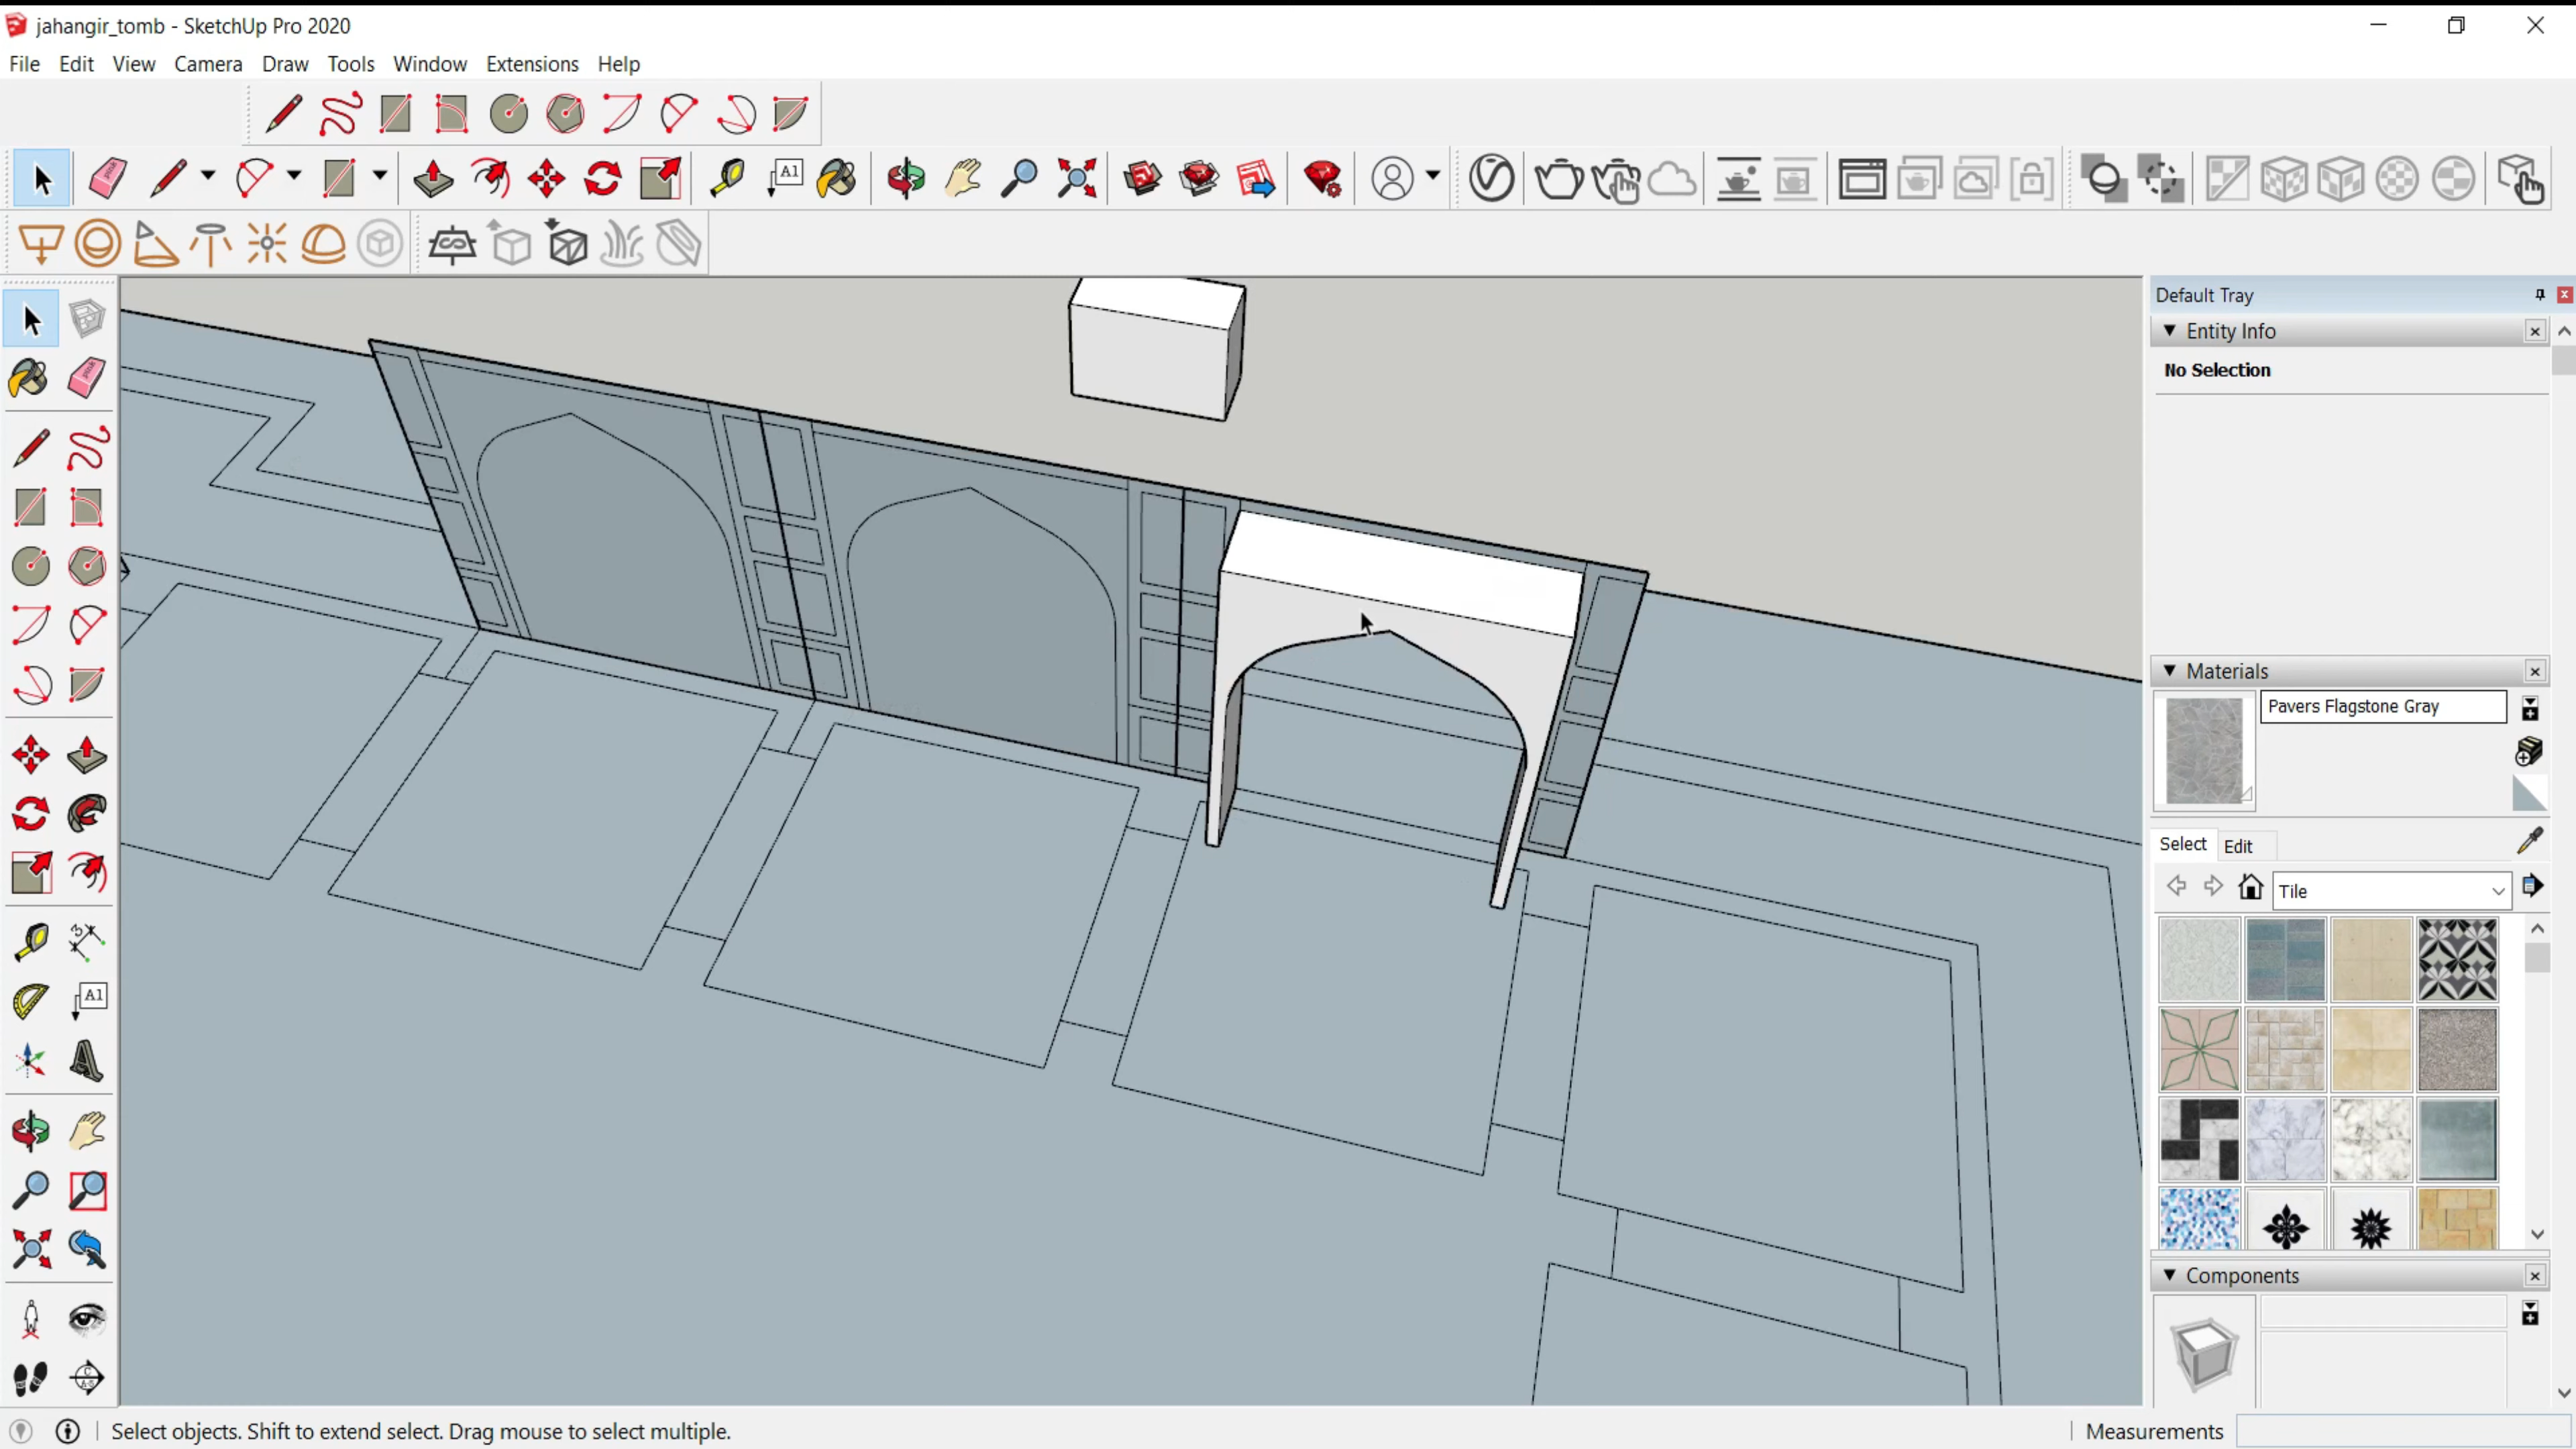 jahangir_tomb - SketchUp Pro 2020
File Edit View Camera Draw Tools Window Extensions Help
A1
Default Tray
Entity Info
No Selection
Materials
Pavers Flagstone Gray
Select Edit
Tile
A1
Components
Select objects. Shift to extend select. Drag mouse to select multiple.
Measurements